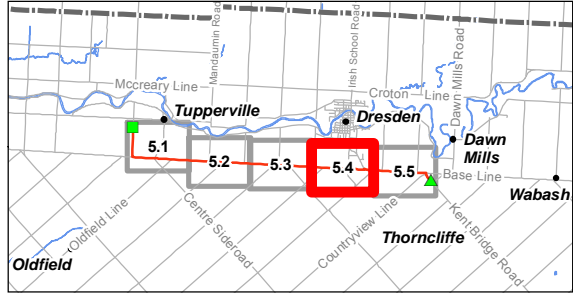 Mandaumin Road
Irish School Road
Dawn Mills Road
Mccreary Line
Croton Line
Tupperville
Dresden
Dawn
Mills
5.1
5.2
5.3
5.4
5.5
Base Line
Wabash
Oldfield Line
Centre Sideroad
Countryview Line
Kent Bridge Road
Thorncliffe
Oldfield